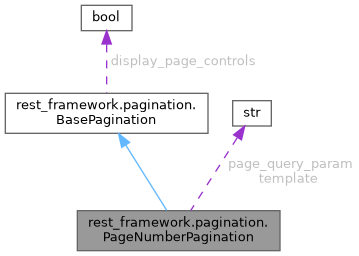 bool
display_page_controls
rest_framework.pagination.
BasePagination
str
page_query_param
template
rest_framework.pagination.
PageNumberPagination